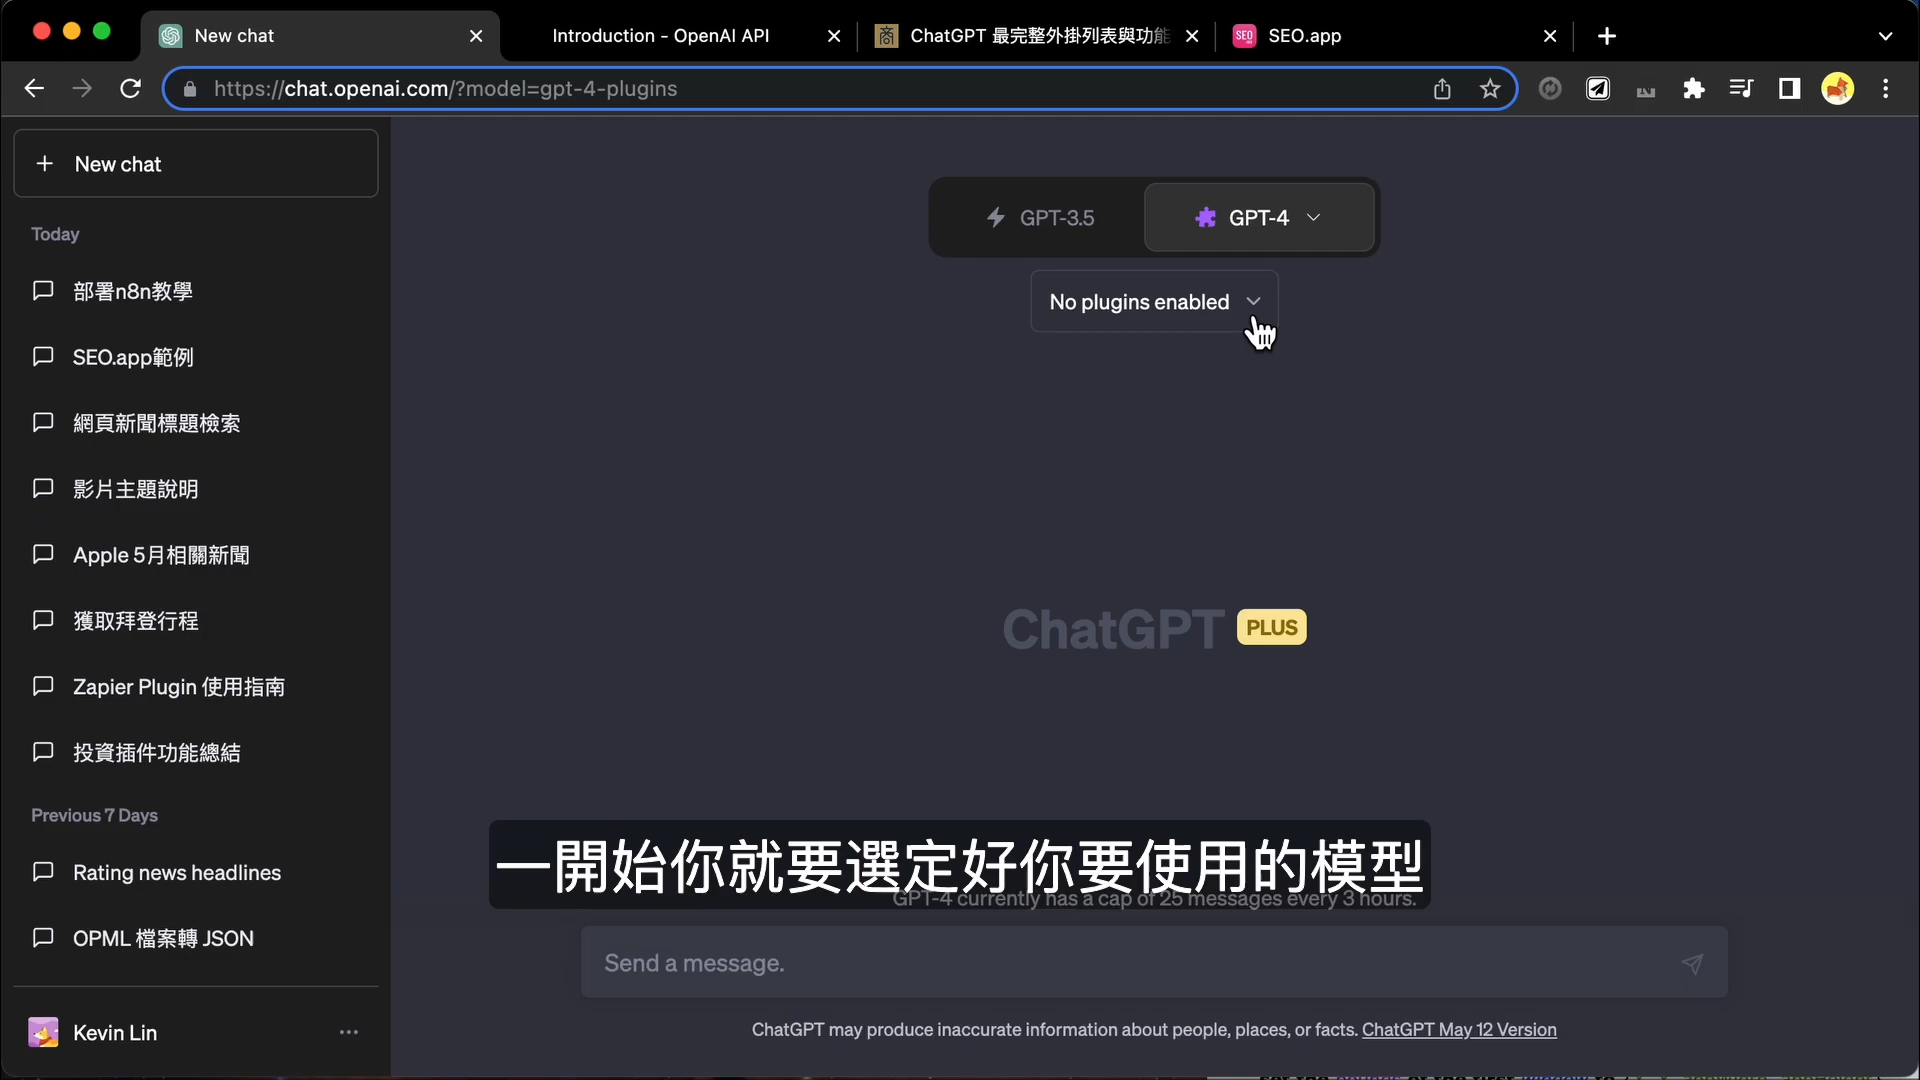 New chat
Introduction - OpenAI API
ChatGPT 最完整外掛列表與功能
SEO.app
https://chat.openai.com/?model=gpt-4-plugins
New chat
Today
部署n8n教學
SEO.app範例
網頁新聞標題檢索
影片主題說明
Apple 5月相關新聞
獲取拜登行程
Zapier Plugin 使用指南
投資插件功能總結
Previous 7 Days
Rating news headlines
OPML 檔案轉 JSON
Kevin Lin
GPT-3.5
GPT-4
No plugins enabled
ChatGPT PLUS
一開始你就要選定好你要使用的模型
GPT-4 currently has a cap of 25 messages every 3 hours.
Send a message.
ChatGPT may produce inaccurate information about people, places, or facts. ChatGPT May 12 Version